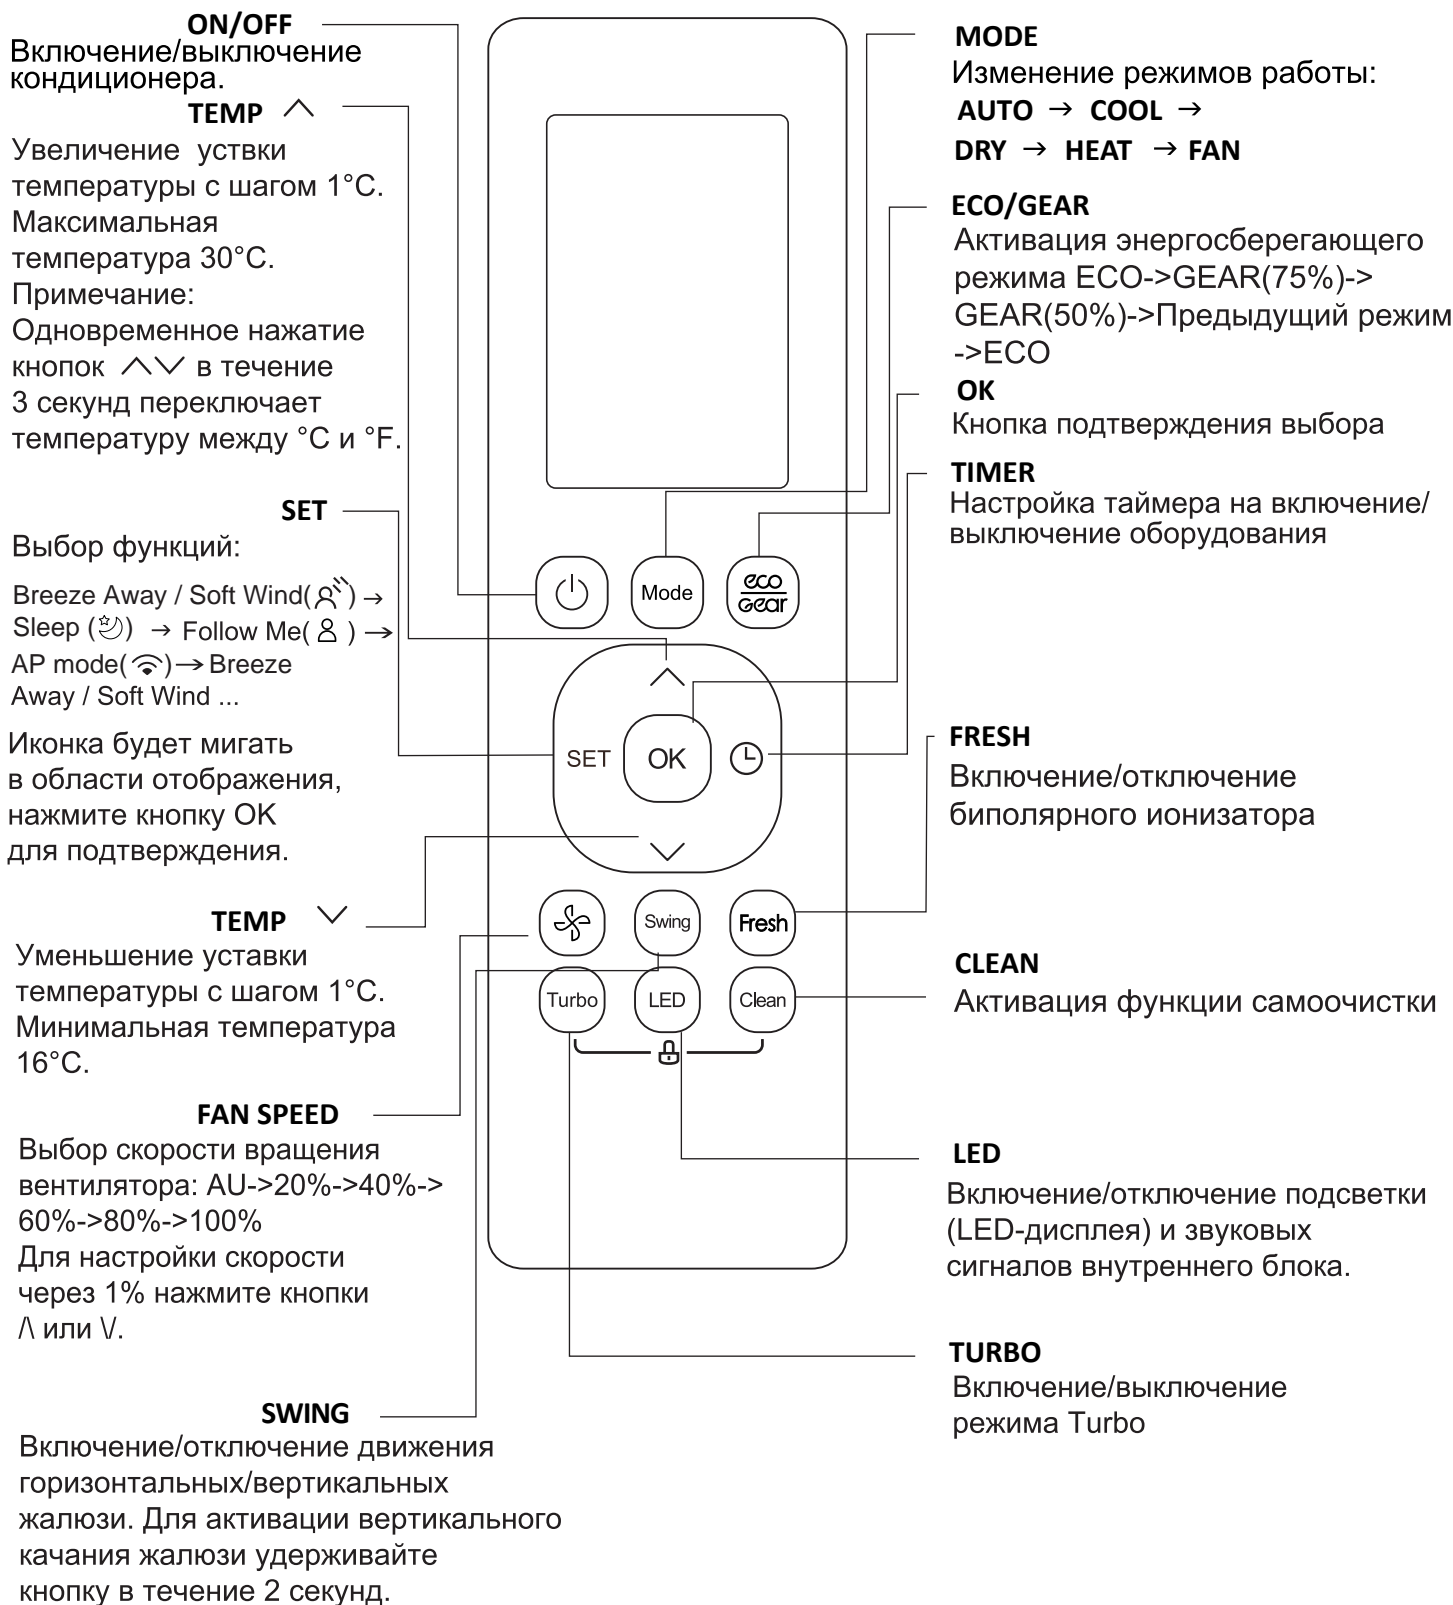 ON/OFF
Включение/выключение
кондиционера.
TEMP ∧
Увеличение уствки
температуры с шагом 1°C.
Максимальная
температура 30°C.
Примечание:
Одновременное нажатие
кнопок ∧∨ в течение
3 секунд переключает
температуру между °C и °F.
SET
Выбор функций:
Breeze Away / Soft Wind( ) →
Sleep ( ) → Follow Me( ) →
AP mode( ) → Breeze
Away / Soft Wind ...
Иконка будет мигать
в области отображения,
нажмите кнопку OK
для подтверждения.
TEMP ∨
Уменьшение уставки
температуры с шагом 1°C.
Минимальная температура
16°C.
FAN SPEED
Выбор скорости вращения
вентилятора: AU->20%->40%->
60%->80%->100%
Для настройки скорости
через 1% нажмите кнопки
/\ или \/.
SWING
Включение/отключение движения
горизонтальных/вертикальных
жалюзи. Для активации вертикального
качания жалюзи удерживайте
кнопку в течение 2 секунд.
Mode
eco
Gear
SET
OK
Swing
Fresh
Turbo
LED
Clean
MODE
Изменение режимов работы:
AUTO → COOL →
DRY → HEAT → FAN
ECO/GEAR
Активация энергосберегающего
режима ECO->GEAR(75%)->
GEAR(50%)->Предыдущий режим
->ECO
OK
Кнопка подтверждения выбора
TIMER
Настройка таймера на включение/
выключение оборудования
FRESH
Включение/отключение
биполярного ионизатора
CLEAN
Активация функции самоочистки
LED
Включение/отключение подсветки
(LED-дисплея) и звуковых
сигналов внутреннего блока.
TURBO
Включение/выключение
режима Turbo